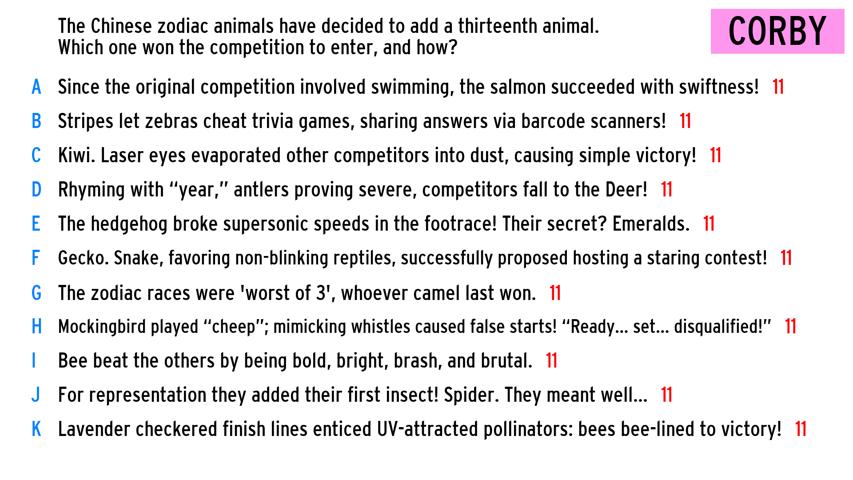 The Chinese zodiac animals have decided to add a thirteenth animal.
Which one won the competition to enter, and how?
CORBY
A Since the original competition involved swimming, the salmon succeeded with swiftness! 11
B Stripes let zebras cheat trivia games, sharing answers via barcode scanners! 11
C Kiwi. Laser eyes evaporated other competitors into dust, causing simple victory! 11
D Rhyming with “year,” antlers proving severe, competitors fall to the Deer! 11
E The hedgehog broke supersonic speeds in the footrace! Their secret? Emeralds. 11
F Gecko. Snake, favoring non-blinking reptiles, successfully proposed hosting a staring contest! 11
G The zodiac races were 'worst of 3', whoever camel last won. 11
H Mockingbird played “cheep”; mimicking whistles caused false starts! “Ready... set... disqualified!” 11
I Bee beat the others by being bold, bright, brash, and brutal. 11
J For representation they added their first insect! Spider. They meant well... 11
K Lavender checkered finish lines enticed UV-attracted pollinators: bees bee-lined to victory! 11